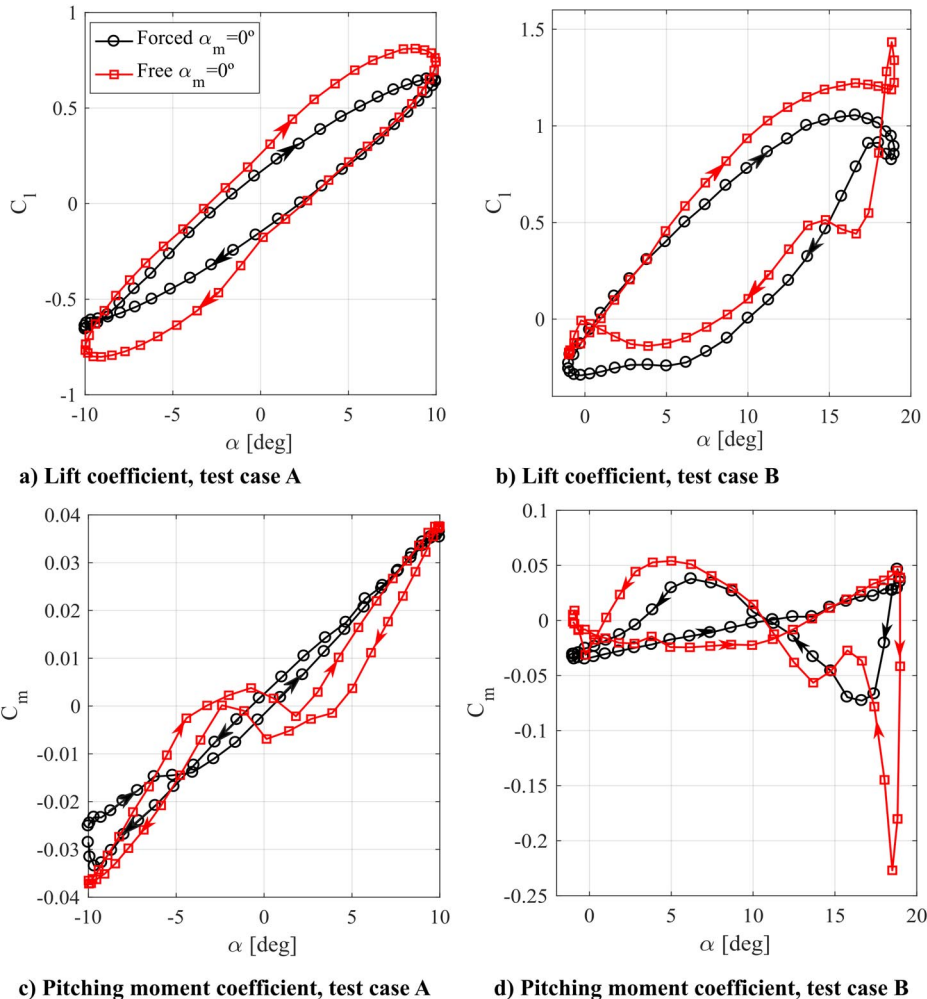 1
0.5
0
-0.5
-1
C_l
Forced α_m=0º
Free α_m=0º
-10 -5 0 5 10
α [deg]
a) Lift coefficient, test case A
1.5
1
0.5
0
C_l
0 5 10 15 20
α [deg]
b) Lift coefficient, test case B
0.04
0.03
0.02
0.01
0
-0.01
-0.02
-0.03
-0.04
C_m
-10 -5 0 5 10
α [deg]
c) Pitching moment coefficient, test case A
0.1
0.05
0
-0.05
-0.1
-0.15
-0.2
-0.25
C_m
0 5 10 15 20
α [deg]
d) Pitching moment coefficient, test case B